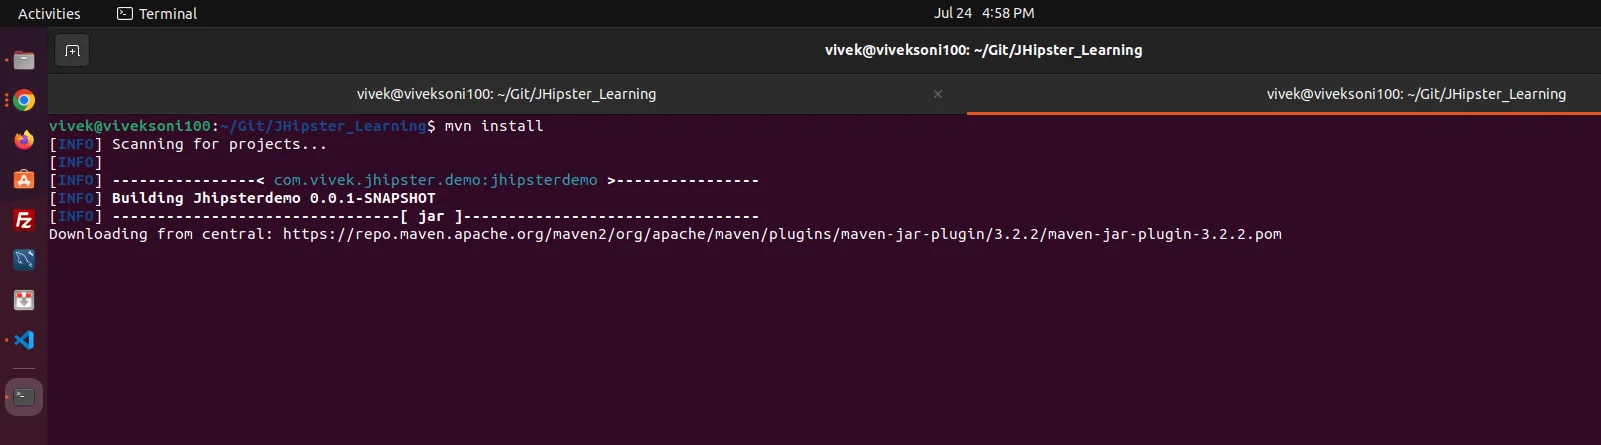 Activities Terminal Jul 24 4:58 PM
vivek@viveksoni100: ~/Git/JHipster_Learning
vivek@viveksoni100: ~/Git/JHipster_Learning × vivek@viveksoni100: ~/Git/JHipster_Learning
vivek@viveksoni100:~/Git/JHipster_Learning$ mvn install
[INFO] Scanning for projects...
[INFO]
[INFO] ----------------< com.vivek.jhipster.demo:jhipsterdemo >----------------
[INFO] Building Jhipsterdemo 0.0.1-SNAPSHOT
[INFO] --------------------------------[ jar ]---------------------------------
Downloading from central: https://repo.maven.apache.org/maven2/org/apache/maven/plugins/maven-jar-plugin/3.2.2/maven-jar-plugin-3.2.2.pom